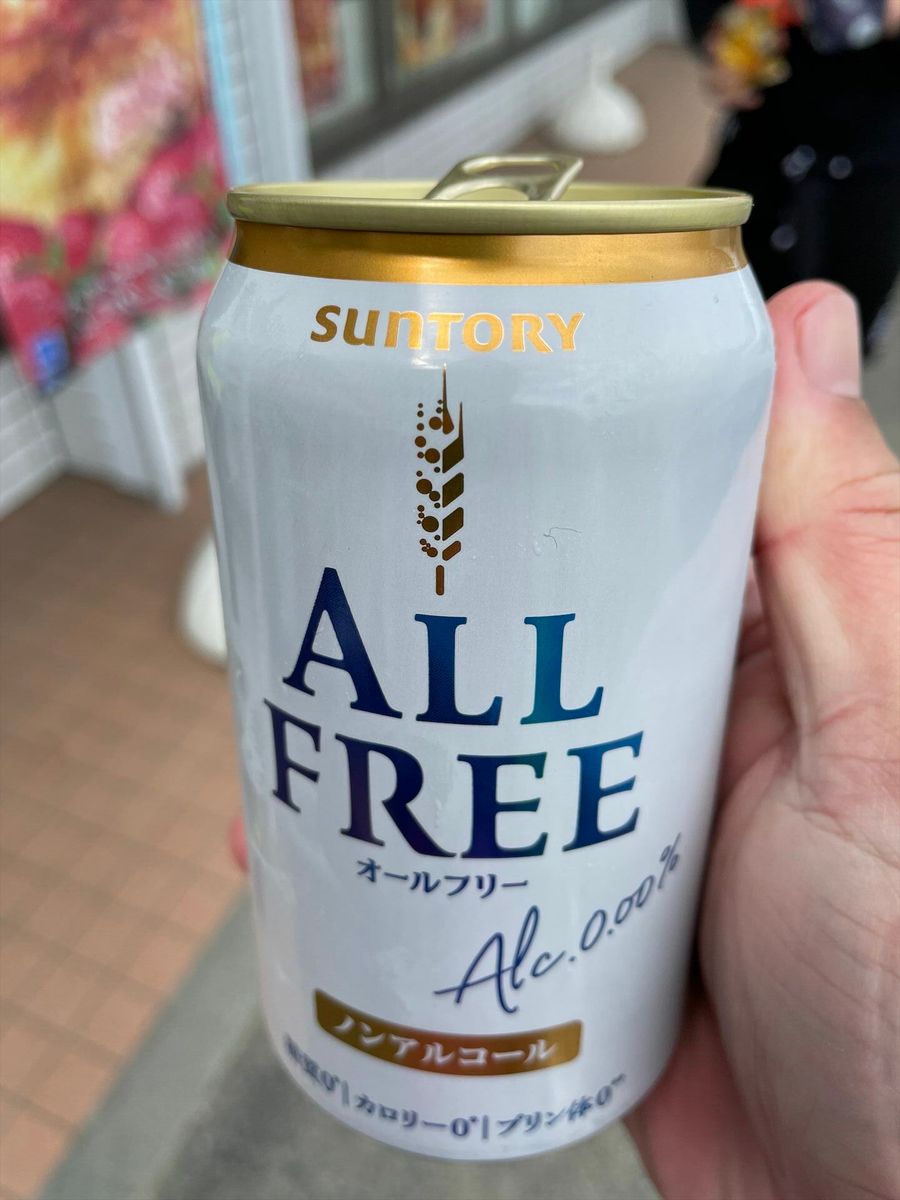 SUNTORY
ALL
FREE
オールフリー
Alc.0.00%
ノンアルコール
糖質0*|カロリー0*|プリン体0**